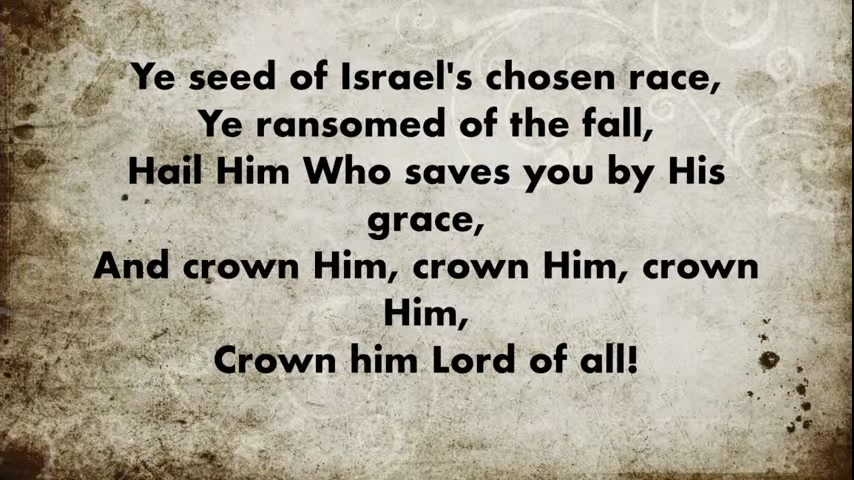 Ye seed of Israel's chosen race,
Ye ransomed of the fall,
Hail Him Who saves you by His
grace,
And crown Him, crown Him, crown
Him,
Crown him Lord of all!